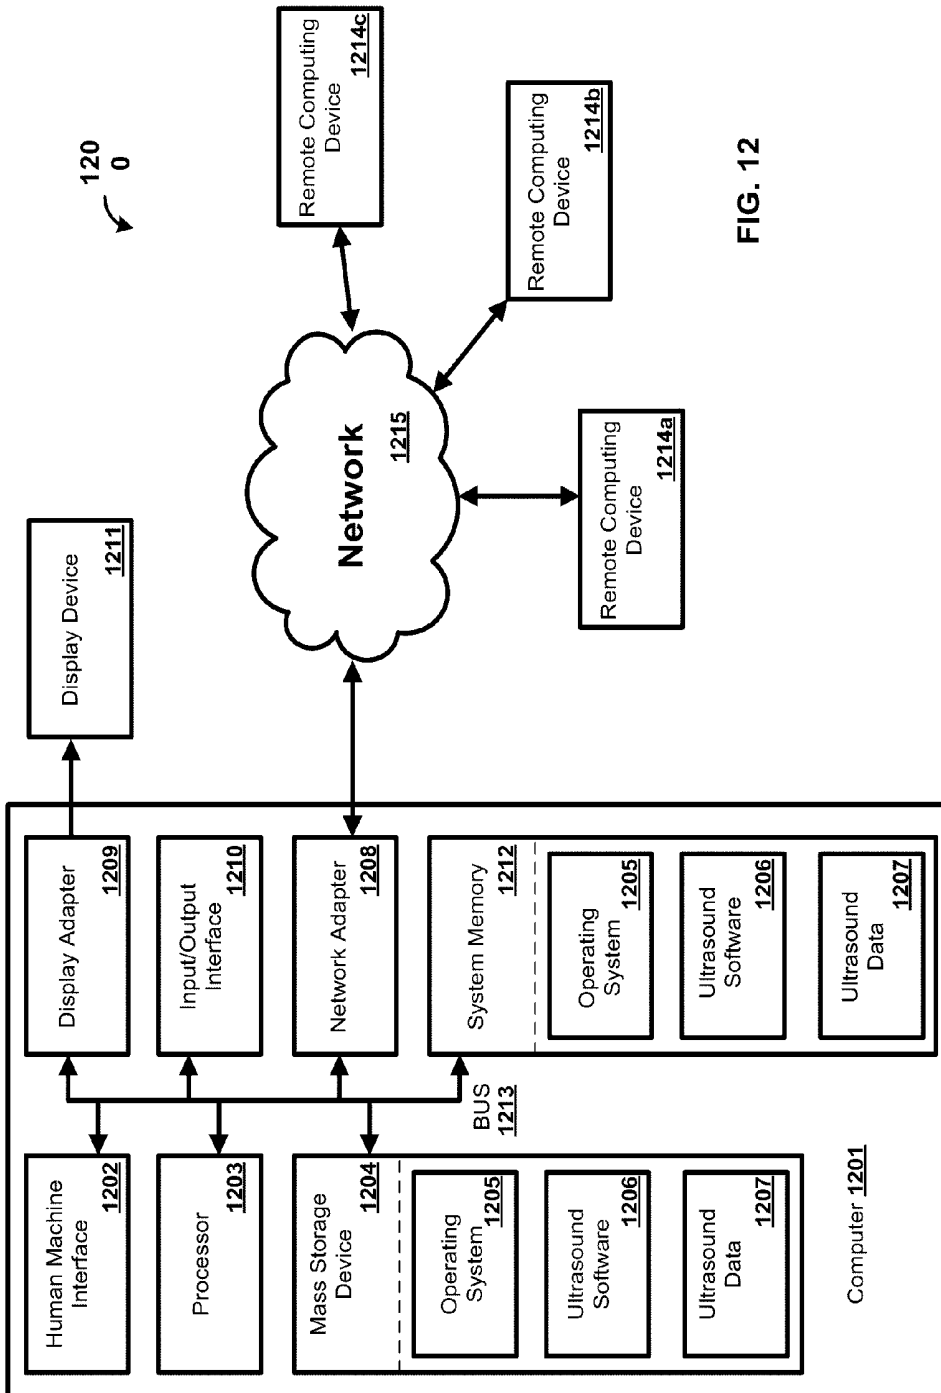 120
0
Human Machine
Interface
1202
Processor
1203
Mass Storage
Device
1204
Operating
System
1205
Ultrasound
Software
1206
Ultrasound
Data
1207
Computer 1201
BUS
1213
Display Adapter
1209
Input/Output
Interface
1210
Network Adapter
1208
System Memory
1212
Operating
System
1205
Ultrasound
Software
1206
Ultrasound
Data
1207
Display Device
1211
Network
1215
Remote Computing
Device
1214a
Remote Computing
Device
1214b
Remote Computing
Device
1214c
FIG. 12